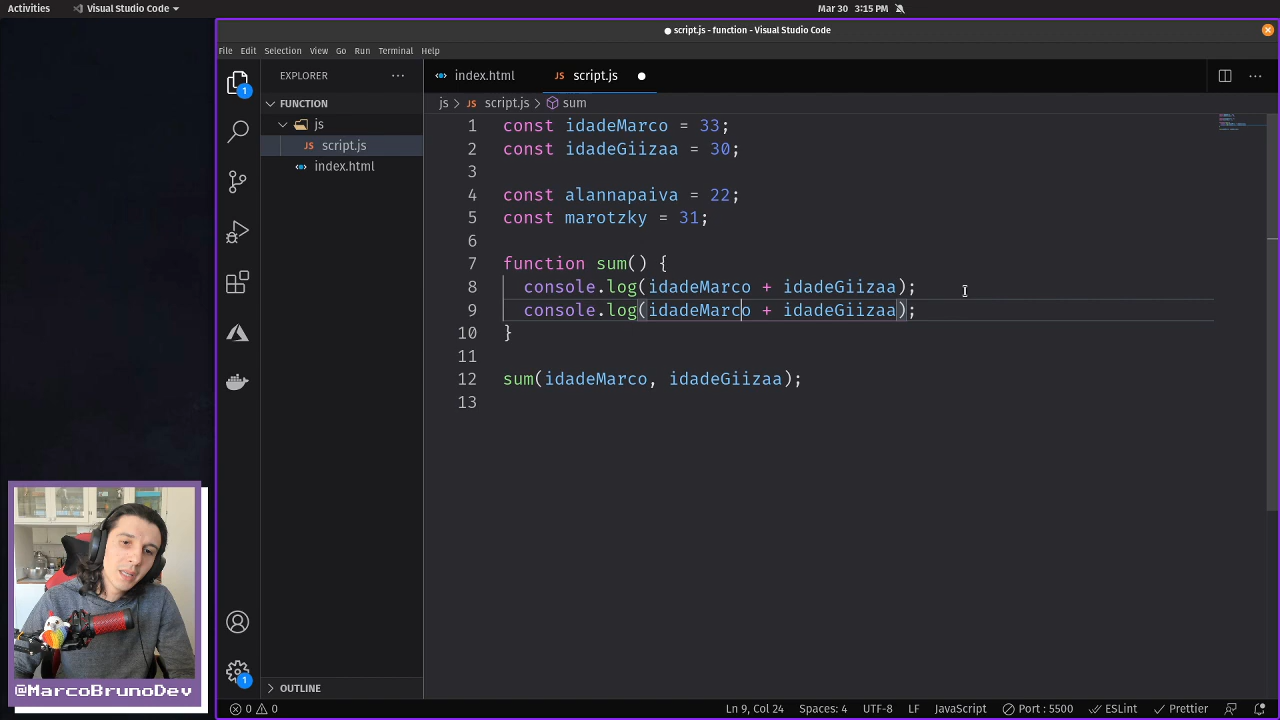 Activities
Visual Studio Code
Mar 30 3:15 PM
script.js - function - Visual Studio Code
File Edit Selection View Go Run Terminal Help
EXPLORER
index.html
JS script.js
1
FUNCTION
js
JS script.js
index.html
js > JS script.js > sum
1 const idadeMarco = 33;
2 const idadeGiizaa = 30;
3
4 const alannapaiva = 22;
5 const marotzky = 31;
6
7 function sum() {
8 console.log(idadeMarco + idadeGiizaa);
9 console.log(idadeMarco + idadeGiizaa);
10 }
11
12 sum(idadeMarco, idadeGiizaa);
13
1
OUTLINE
@MarcoBrunoDev
0 0
Ln 9, Col 24
Spaces: 4
UTF-8
LF
JavaScript
Port : 5500
ESLint
Prettier